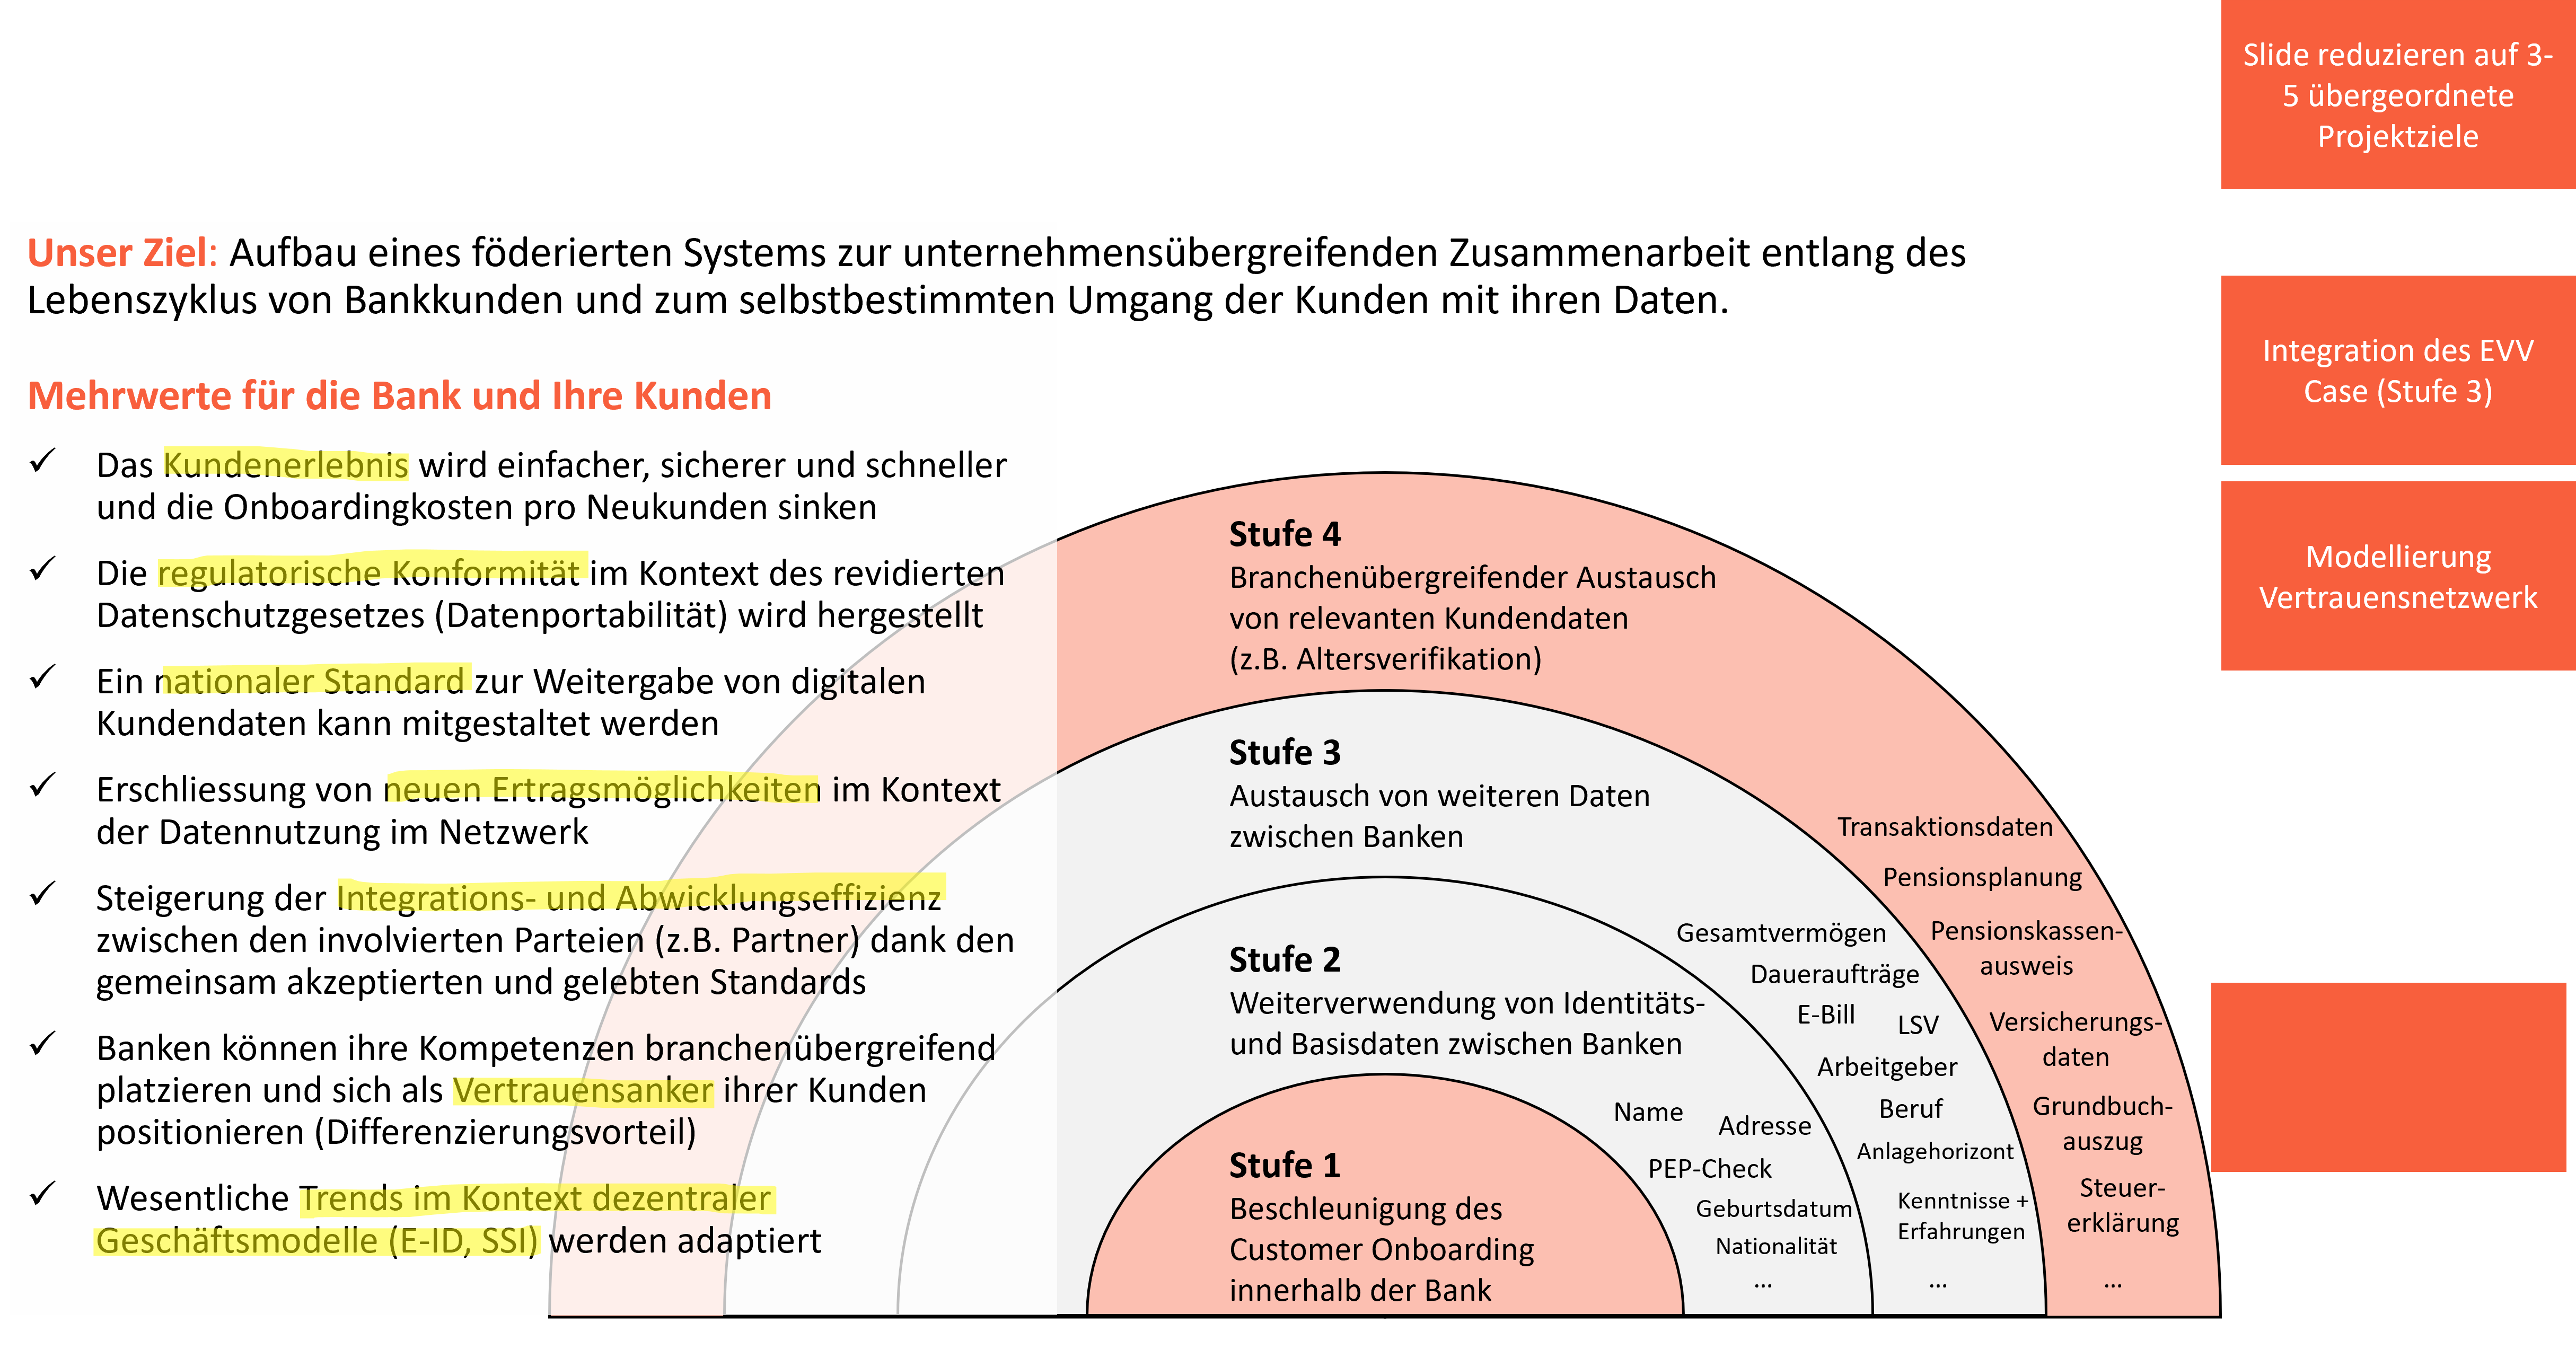 Slide reduzieren auf 3-
5 übergeordnete
Projektziele
Unser Ziel: Aufbau eines föderierten Systems zur unternehmensübergreifenden Zusammenarbeit entlang des
Lebenszyklus von Bankkunden und zum selbstbestimmten Umgang der Kunden mit ihren Daten.
Integration des EVV
Case (Stufe 3)
Modellierung
Vertrauensnetzwerk
Mehrwerte für die Bank und Ihre Kunden
✓ Das Kundenerlebnis wird einfacher, sicherer und schneller
und die Onboardingkosten pro Neukunden sinken
✓ Die regulatorische Konformität im Kontext des revidierten
Datenschutzgesetzes (Datenportabilität) wird hergestellt
✓ Ein nationaler Standard zur Weitergabe von digitalen
Kundendaten kann mitgestaltet werden
✓ Erschliessung von neuen Ertragsmöglichkeiten im Kontext
der Datennutzung im Netzwerk
✓ Steigerung der Integrations- und Abwicklungseffizienz
zwischen den involvierten Parteien (z.B. Partner) dank den
gemeinsam akzeptierten und gelebten Standards
✓ Banken können ihre Kompetenzen branchenübergreifend
platzieren und sich als Vertrauensanker ihrer Kunden
positionieren (Differenzierungsvorteil)
✓ Wesentliche Trends im Kontext dezentraler
Geschäftsmodelle (E-ID, SSI) werden adaptiert
Stufe 4
Branchenübergreifender Austausch
von relevanten Kundendaten
(z.B. Altersverifikation)
Transaktionsdaten
Pensionsplanung
Pensionskassen-
ausweis
Versicherungs-
daten
Grundbuch-
auszug
Steuer-
erklärung
...
Stufe 3
Austausch von weiteren Daten
zwischen Banken
Gesamtvermögen
Daueraufträge
E-Bill
LSV
Arbeitgeber
Beruf
Anlagehorizont
Kenntnisse +
Erfahrungen
...
Stufe 2
Weiterverwendung von Identitäts-
und Basisdaten zwischen Banken
Name
Adresse
PEP-Check
Geburtsdatum
Nationalität
...
Stufe 1
Beschleunigung des
Customer Onboarding
innerhalb der Bank